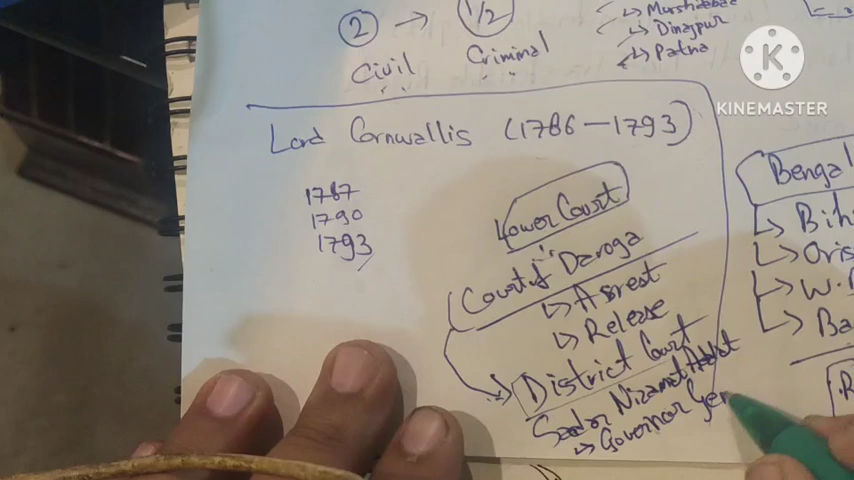 2 → 1/2
Civil
Criminal
↳ Murshidabad
↳ Dinajpur
↳ Patna
K
KINEMASTER
Lord Cornwallis (1786-1793)
1787
1790
1793
Lower Court
Court of Daroga
↳ Arrest
↳ Release
District Court
Sadar Nizamat Adalat
→ Governor Gen
Bengal
↳ Bih
↳ Oris
↳ W.
↳ Ba